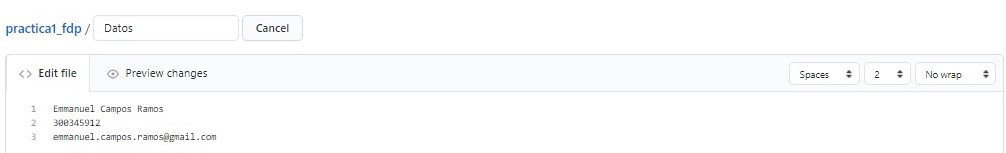 practica1_fdp / Datos Cancel
<> Edit file Preview changes Spaces 2 No wrap
1 Emmanuel Campos Ramos
2 300345912
3 emmanuel.campos.ramos@gmail.com